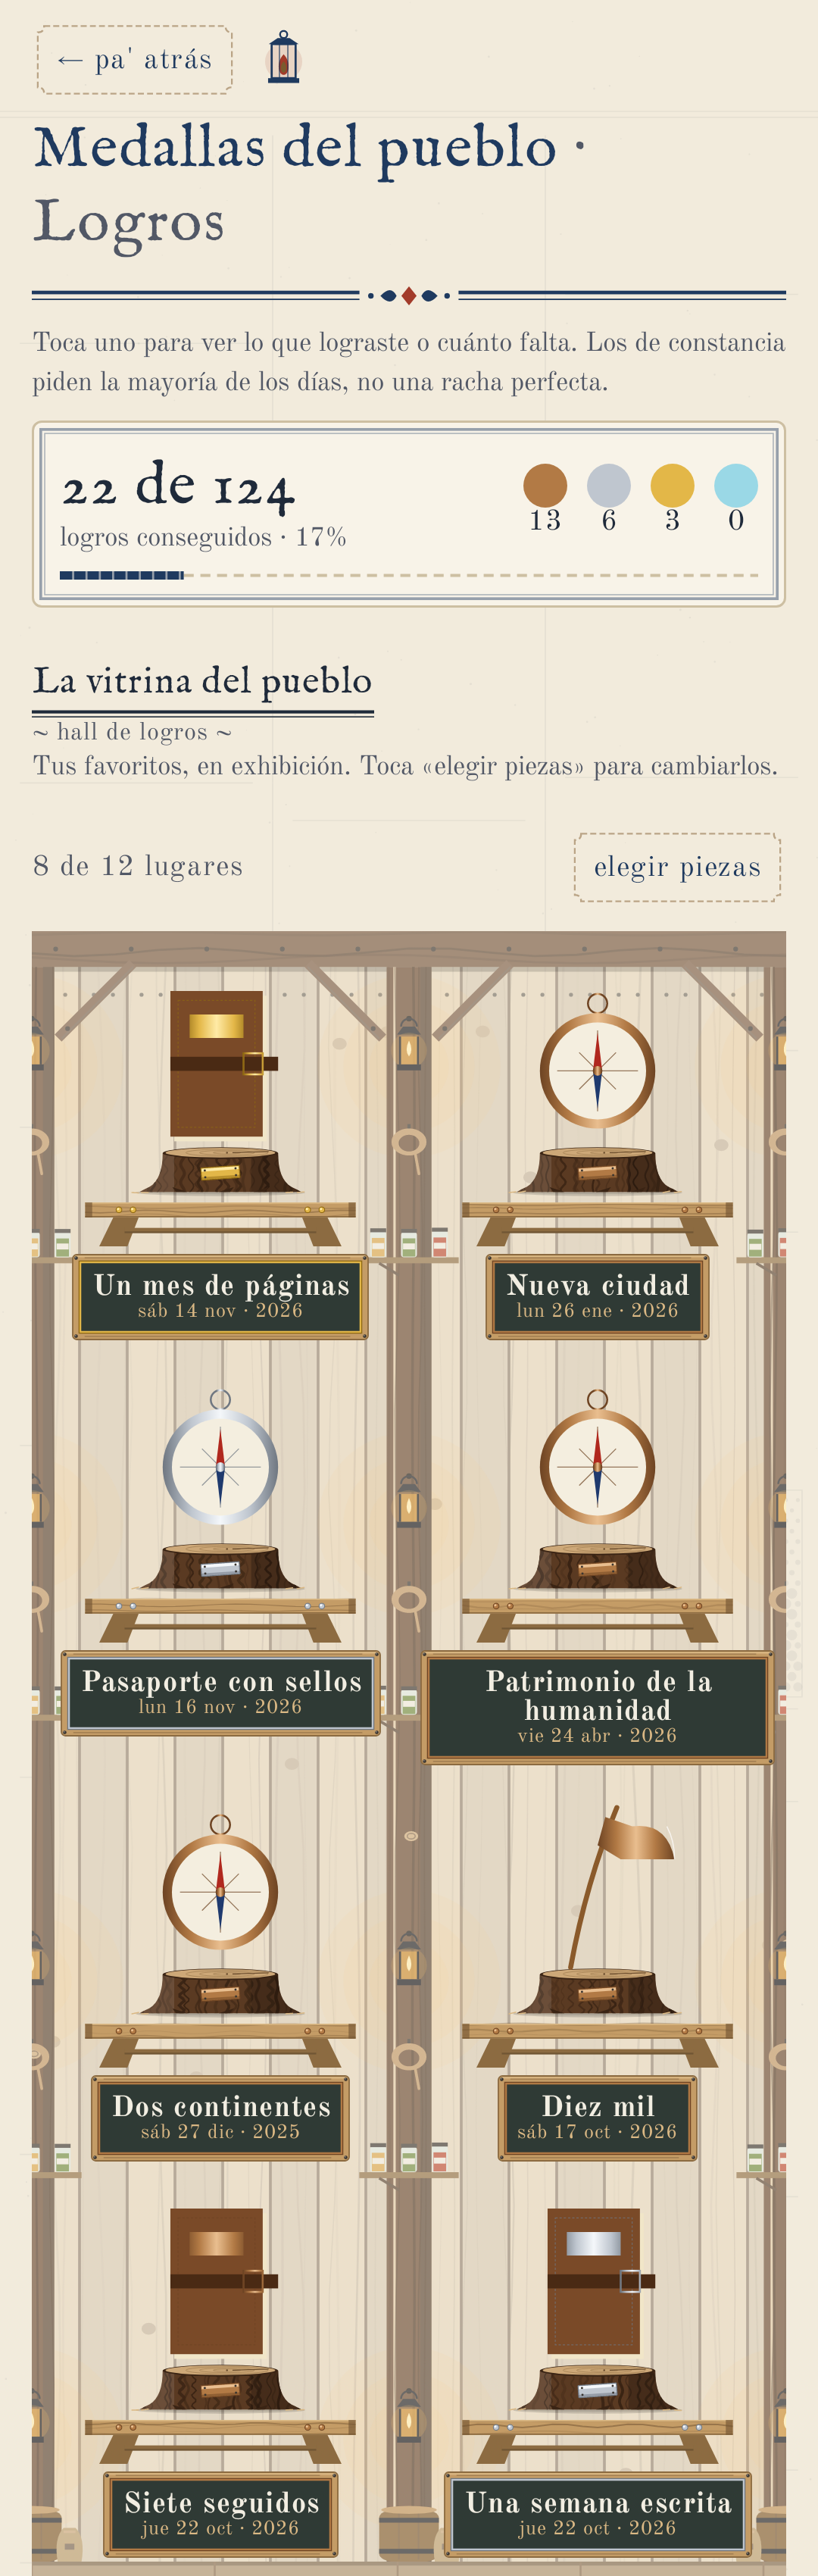 ← pa' atrás
Medallas del pueblo ·
Logros
Toca uno para ver lo que lograste o cuánto falta. Los de constancia
piden la mayoría de los días, no una racha perfecta.
22 de 124
logros conseguidos · 17%
13 6 3 0
La vitrina del pueblo
~ hall de logros ~
Tus favoritos, en exhibición. Toca «elegir piezas» para cambiarlos.
8 de 12 lugares
elegir piezas
Un mes de páginas
sáb 14 nov · 2026
Nueva ciudad
lun 26 ene · 2026
Pasaporte con sellos
lun 16 nov · 2026
Patrimonio de la
humanidad
vie 24 abr · 2026
Dos continentes
sáb 27 dic · 2025
Diez mil
sáb 17 oct · 2026
Siete seguidos
jue 22 oct · 2026
Una semana escrita
jue 22 oct · 2026